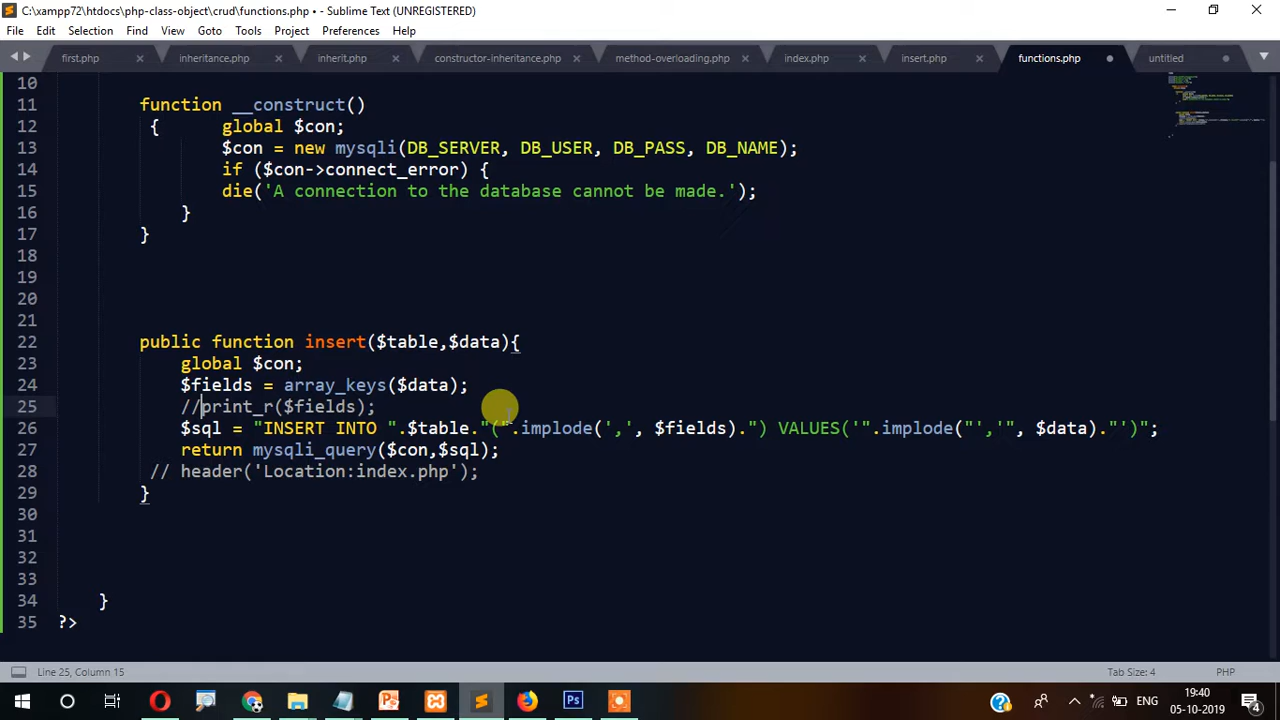 C:\xampp72\htdocs\php-class-object\crud\functions.php • - Sublime Text (UNREGISTERED)
File Edit Selection Find View Goto Tools Project Preferences Help
first.php inheritance.php inherit.php constructor-inheritance.php method-overloading.php index.php insert.php functions.php untitled
10
11 function __construct()
12 { global $con;
13 $con = new mysqli(DB_SERVER, DB_USER, DB_PASS, DB_NAME);
14 if ($con->connect_error) {
15 die('A connection to the database cannot be made.');
16 }
17 }
18
19
20
21
22 public function insert($table,$data){
23 global $con;
24 $fields = array_keys($data);
25 //print_r($fields);
26 $sql = "INSERT INTO ".$table."(".implode(',', $fields).") VALUES('".implode("','", $data)."')";
27 return mysqli_query($con,$sql);
28 // header('Location:index.php');
29 }
30
31
32
33
34 }
35 ?>
Line 25, Column 15 Tab Size: 4 PHP
ENG 19:40
05-10-2019 4